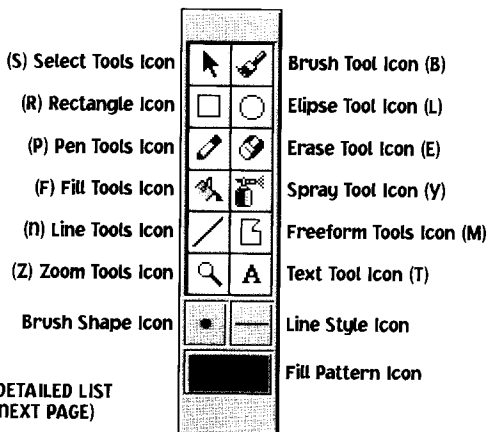 (S) Select Tools Icon
Brush Tool Icon (B)
(R) Rectangle Icon
Elipse Tool Icon (L)
(P) Pen Tools Icon
Erase Tool Icon (E)
(F) Fill Tools Icon
Spray Tool Icon (Y)
(n) Line Tools Icon
Freeform Tools Icon (M)
(Z) Zoom Tools Icon
A
Text Tool Icon (T)
Brush Shape Icon
Line Style Icon
Fill Pattern Icon
DETAILED LIST
NEXT PAGE)